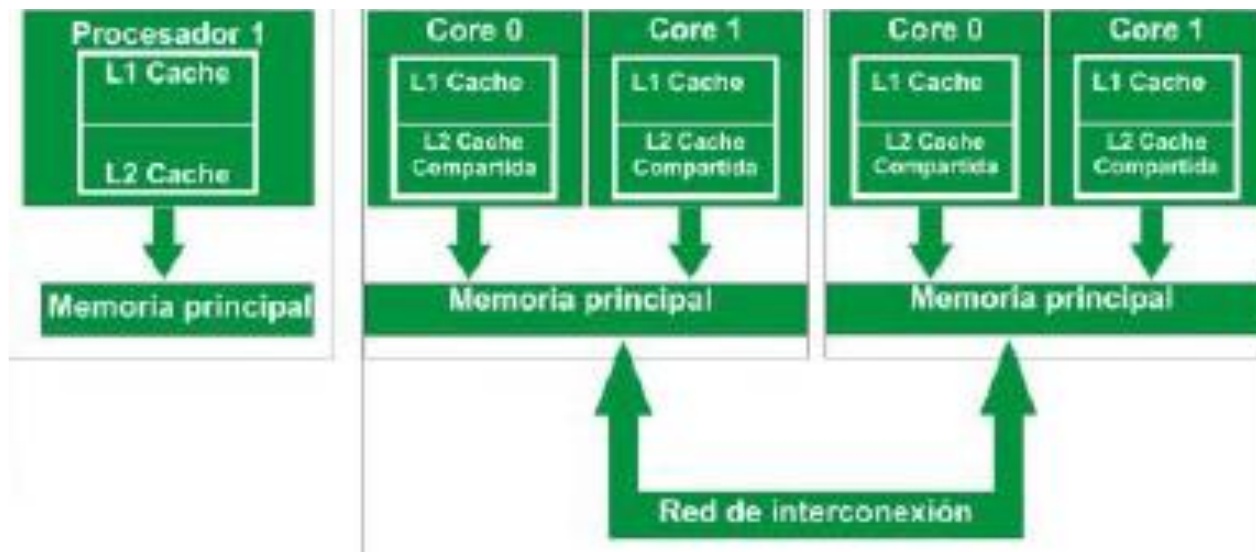 Procesador 1
L1 Cache
L2 Cache
Memoria principal
Core 0
L1 Cache
L2 Cache
Compartida
Core 1
L1 Cache
L2 Cache
Compartida
Memoria principal
Core 0
L1 Cache
L2 Cache
Compartida
Core 1
L1 Cache
L2 Cache
Compartida
Memoria principal
Red de interconexión